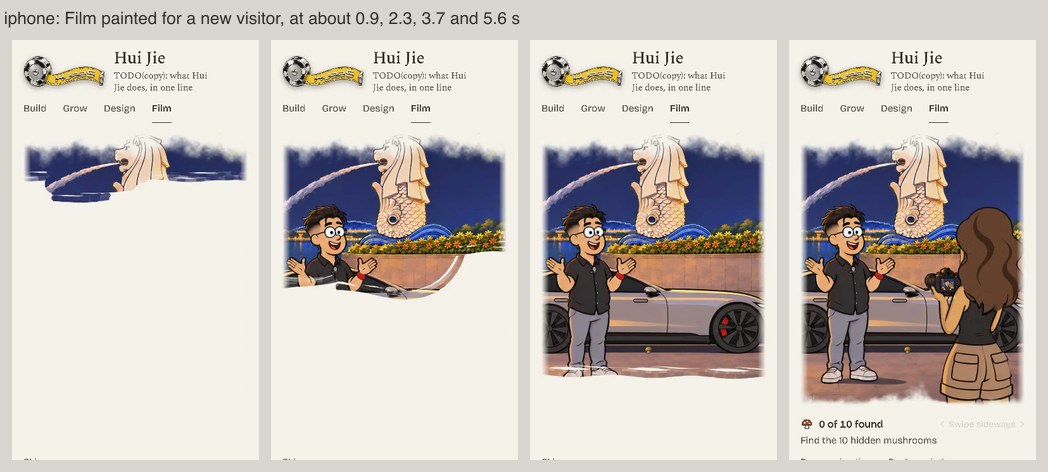 iphone: Film painted for a new visitor, at about 0.9, 2.3, 3.7 and 5.6 s
Hui Jie
TODO(copy): what Hui
Jie does, in one line
Build Grow Design Film
Hui Jie
TODO(copy): what Hui
Jie does, in one line
Build Grow Design Film
Hui Jie
TODO(copy): what Hui
Jie does, in one line
Build Grow Design Film
Hui Jie
TODO(copy): what Hui
Jie does, in one line
Build Grow Design Film
0 of 10 found
< Swipe sideways >
Find the 10 hidden mushrooms